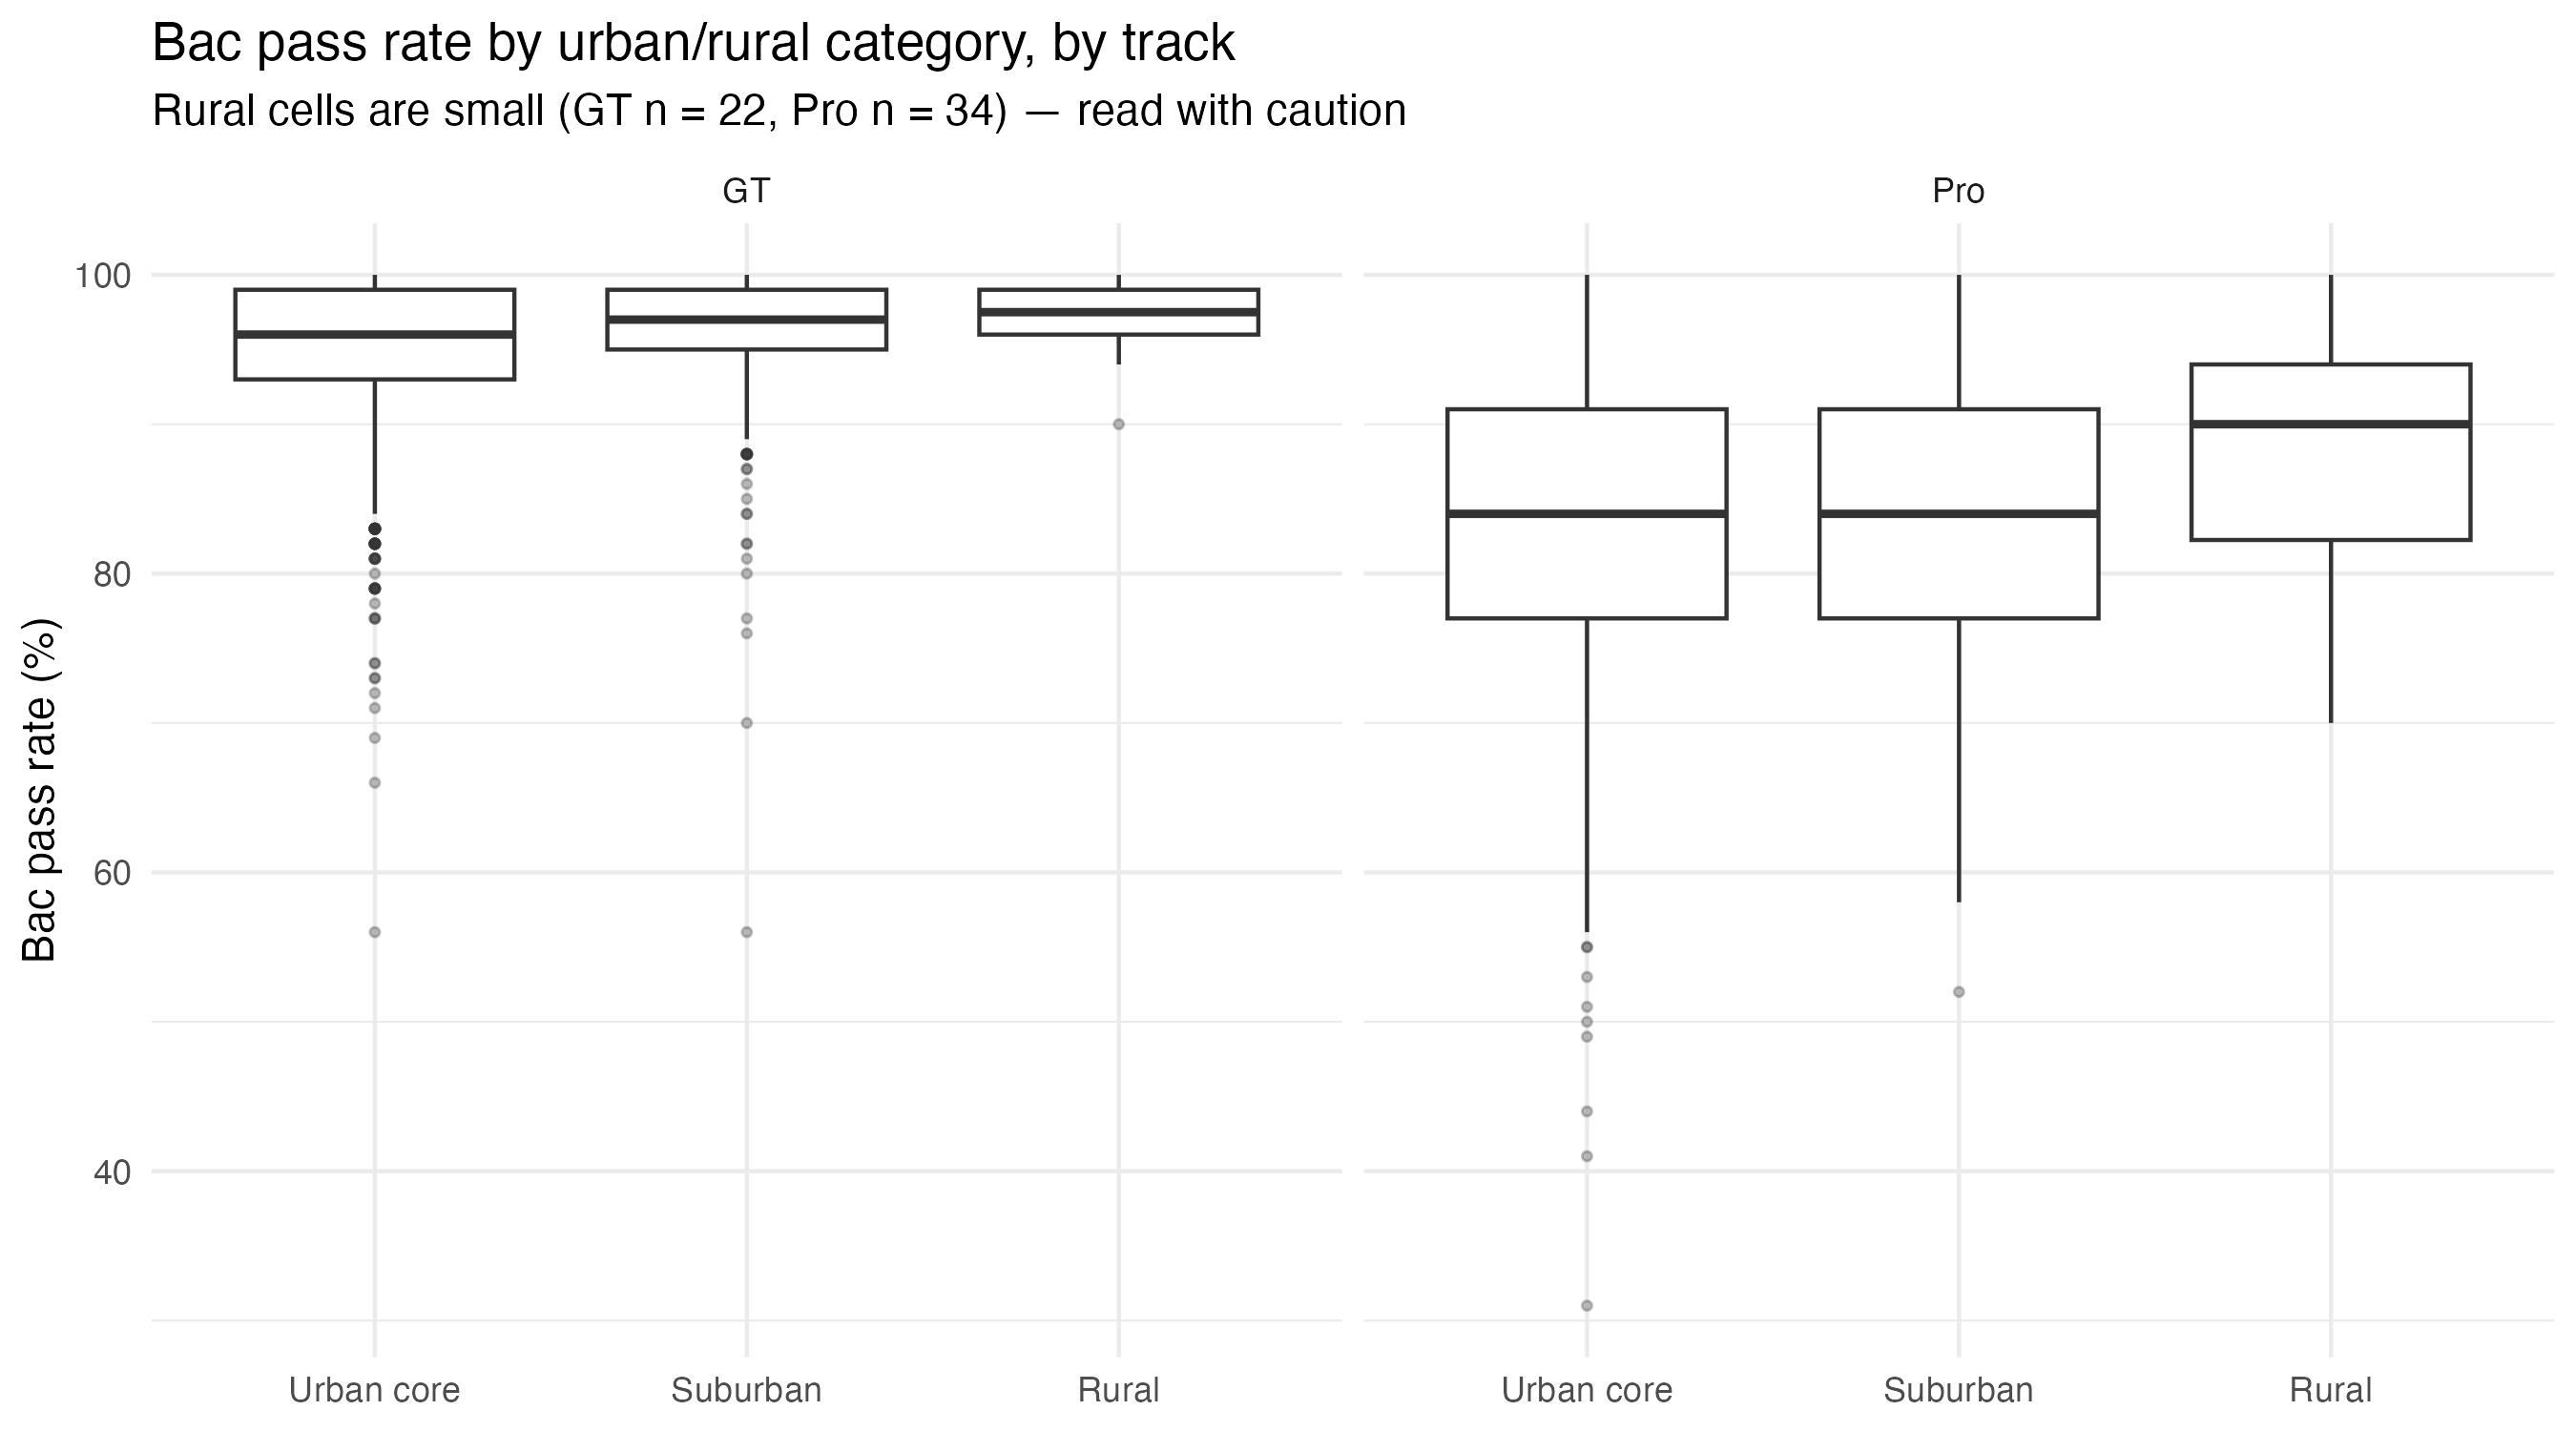 Bac pass rate by urban/rural category, by track
Rural cells are small (GT n = 22, Pro n = 34) — read with caution
GT
Pro
Bac pass rate (%)
100
80
60
40
Urban core
Suburban
Rural
Urban core
Suburban
Rural